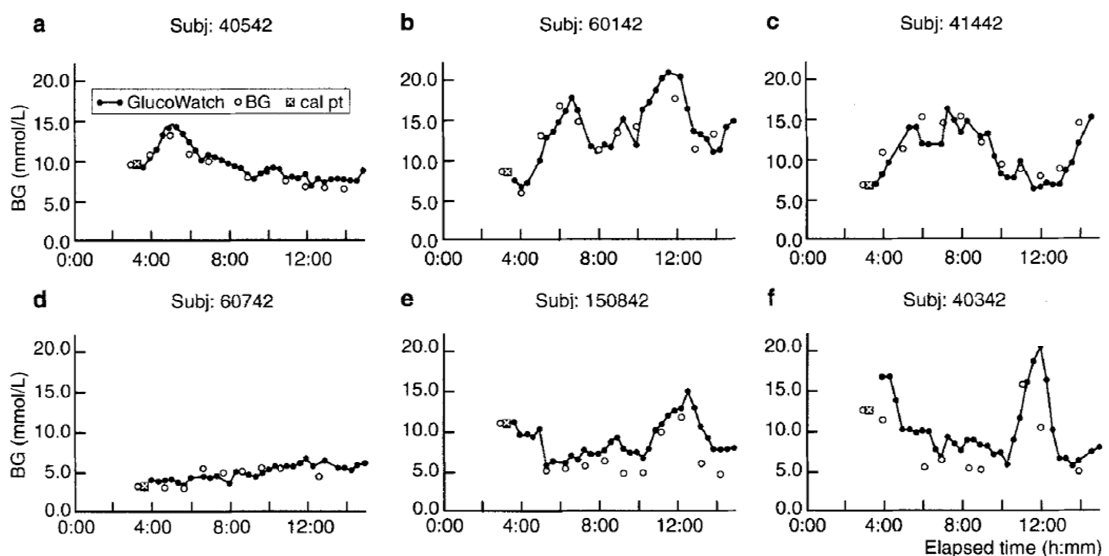 a Subj: 40542
b Subj: 60142
c Subj: 41442
GlucoWatch BG cal pt
BG (mmol/L)
20.0
15.0
10.0
5.0
0.0
0:00 4:00 8:00 12:00
20.0
15.0
10.0
5.0
0.0
0:00 4:00 8:00 12:00
20.0
15.0
10.0
5.0
0.0
0:00 4:00 8:00 12:00
d Subj: 60742
e Subj: 150842
f Subj: 40342
BG (mmol/L)
20.0
15.0
10.0
5.0
0.0
0:00 4:00 8:00 12:00
20.0
15.0
10.0
5.0
0.0
0:00 4:00 8:00 12:00
20.0
15.0
10.0
5.0
0.0
0:00 4:00 8:00 12:00
Elapsed time (h:mm)